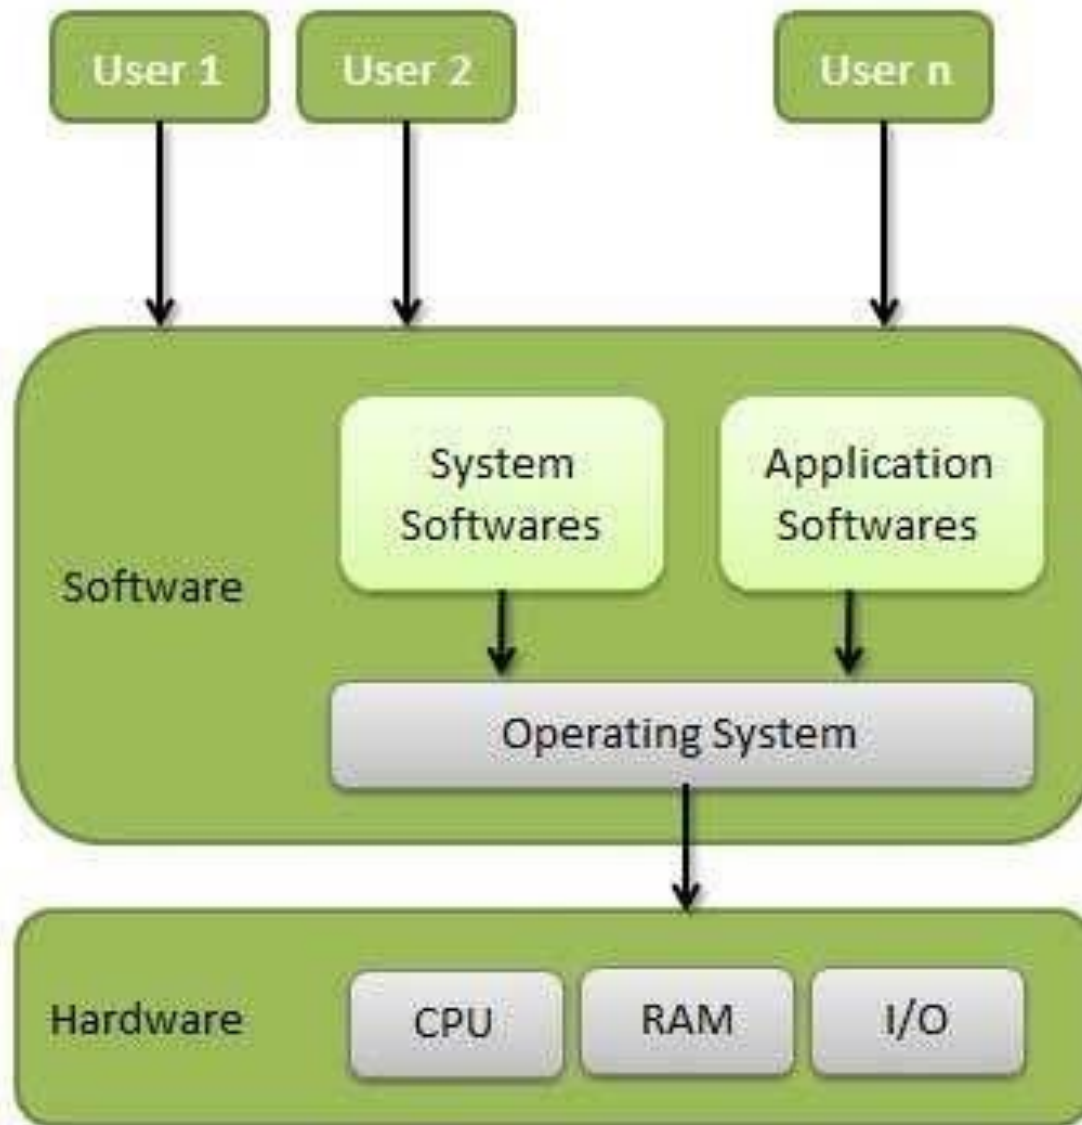 User 1
User 2
User n
System
Softwares
Application
Softwares
Software
Operating System
Hardware
CPU
RAM
I/O